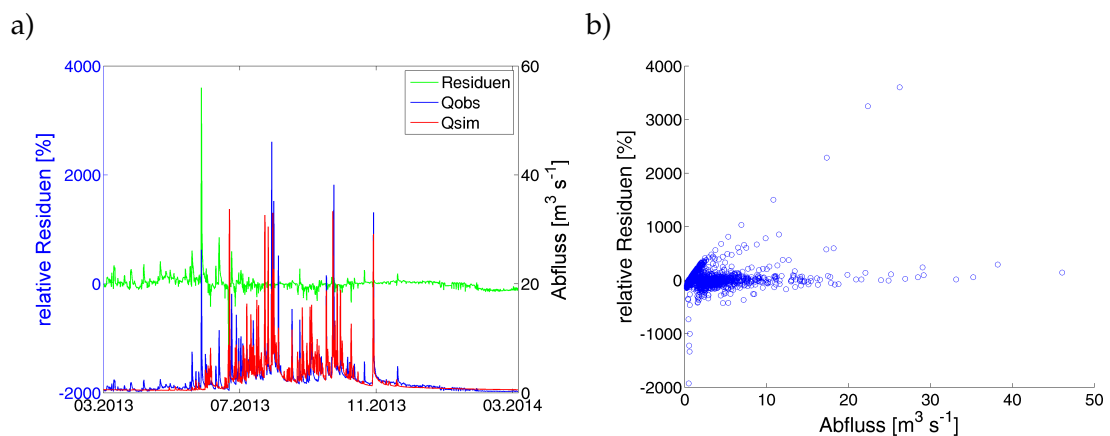 a)
relative Residuen [%]
4000
2000
0
-2000
03.2013
07.2013
11.2013
03.2014
60
40
20
0
Abfluss [m³ s⁻¹]
Residuen
Qobs
Qsim
b)
relative Residuen [%]
4000
3000
2000
1000
0
-1000
-2000
0
10
20
30
40
50
Abfluss [m³ s⁻¹]